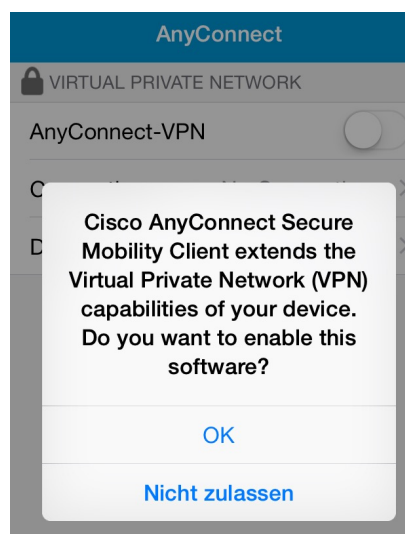 AnyConnect
VIRTUAL PRIVATE NETWORK
AnyConnect-VPN
Cisco AnyConnect Secure
Mobility Client extends the
Virtual Private Network (VPN)
capabilities of your device.
Do you want to enable this
software?
OK
Nicht zulassen